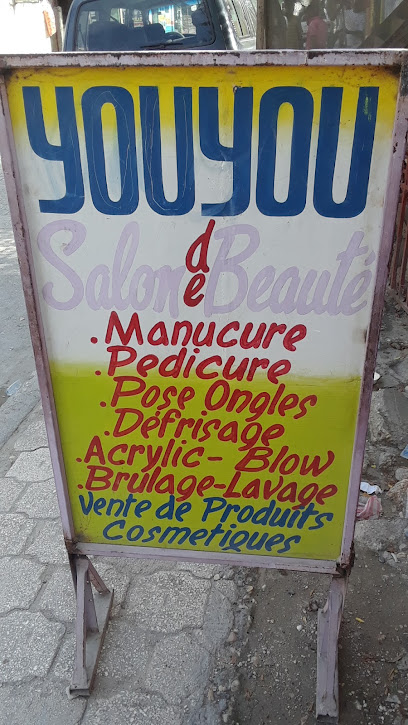 YOUYOU
Salon de Beauté
.Manucure
.Pedicure
.Pose Ongles
.Défrisage
.Acrylic - Blow
.Brulage-Lavage
Vente de Produits
Cosmetiques